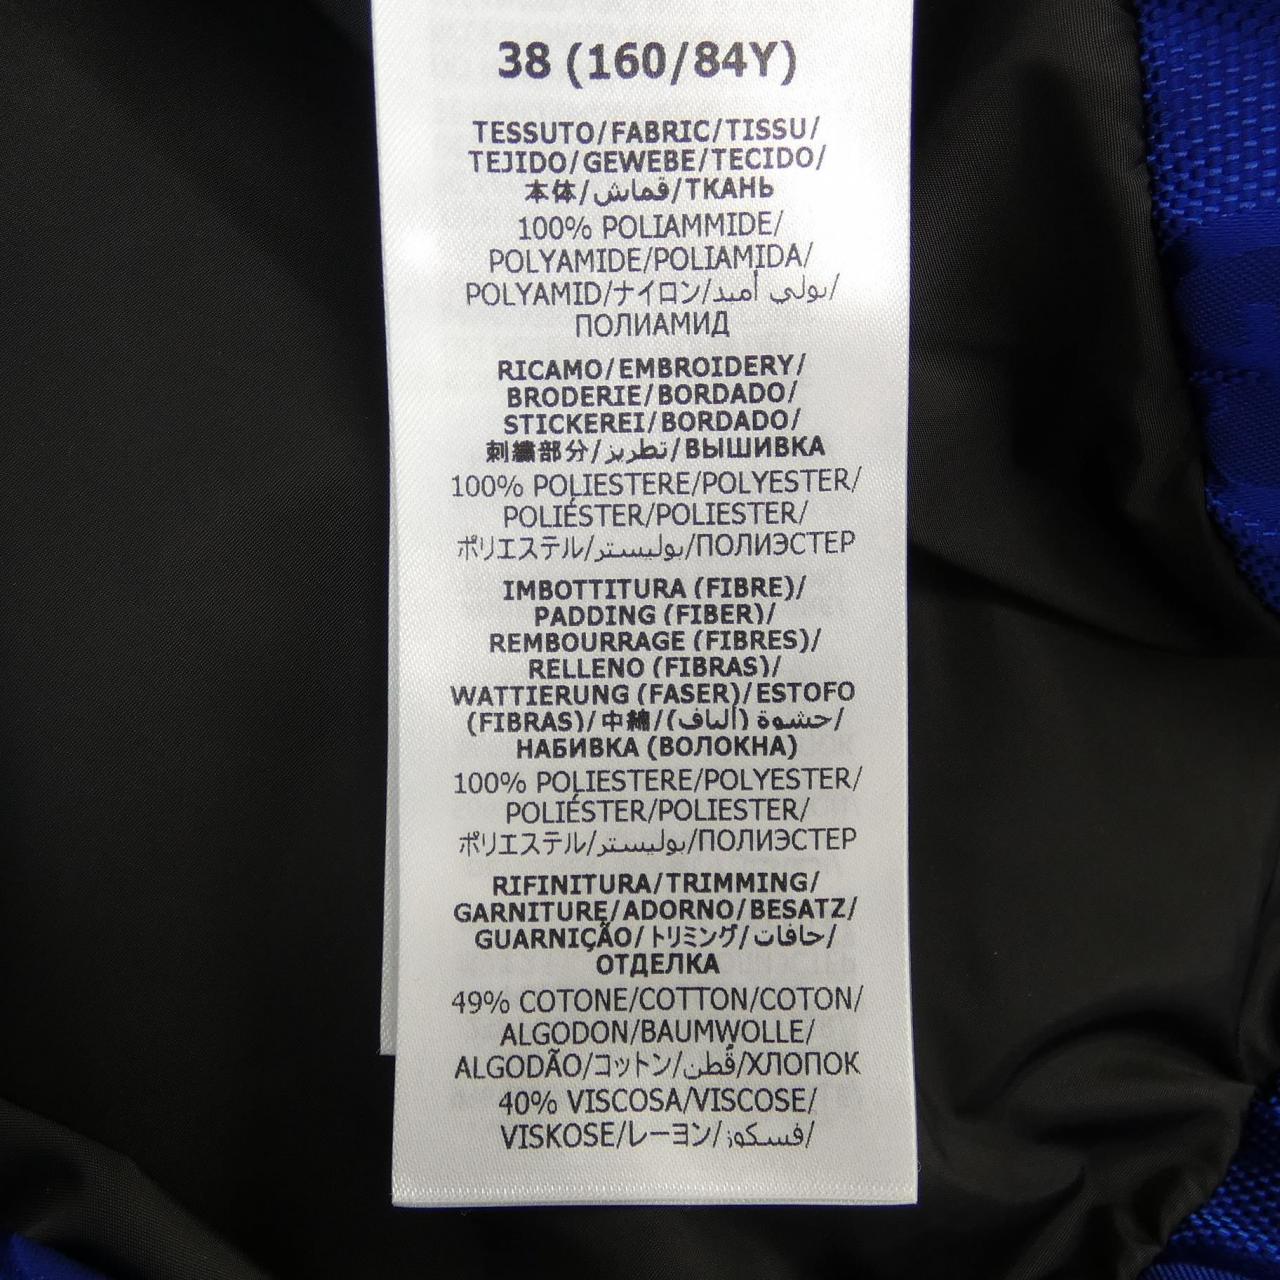 38 (160/84Y)
TESSUTO/FABRIC/TISSU/
TEJIDO/GEWEBE/TECIDO/
本体/قماش/ТКАНЬ
100% POLIAMMIDE/
POLYAMIDE/POLIAMIDA/
POLYAMID/ナイロン/بولي أميد/
ПОЛИАМИД
RICAMO/EMBROIDERY/
BRODERIE/BORDADO/
STICKEREI/BORDADO/
刺繍部分/تطريز/ВЫШИВКА
100% POLIESTERE/POLYESTER/
POLIÉSTER/POLIESTER/
ポリエステル/بوليستر/ПОЛИЭСТЕР
IMBOTTITURA (FIBRE)/
PADDING (FIBER)/
REMBOURRAGE (FIBRES)/
RELLENO (FIBRAS)/
WATTIERUNG (FASER)/ESTOFO
(FIBRAS)/中綿/حشوة (ألياف)/
НАБИВКА (ВОЛОКНА)
100% POLIESTERE/POLYESTER/
POLIÉSTER/POLIESTER/
ポリエステル/بوليستر/ПОЛИЭСТЕР
RIFINITURA/TRIMMING/
GARNITURE/ADORNO/BESATZ/
GUARNIÇÃO/トリミング/حافات/
ОТДЕЛКА
49% COTONE/COTTON/COTON/
ALGODON/BAUMWOLLE/
ALGODÃO/コットン/قُطن/ХЛОПОК
40% VISCOSA/VISCOSE/
VISKOSE/レーヨン/فسكوز/